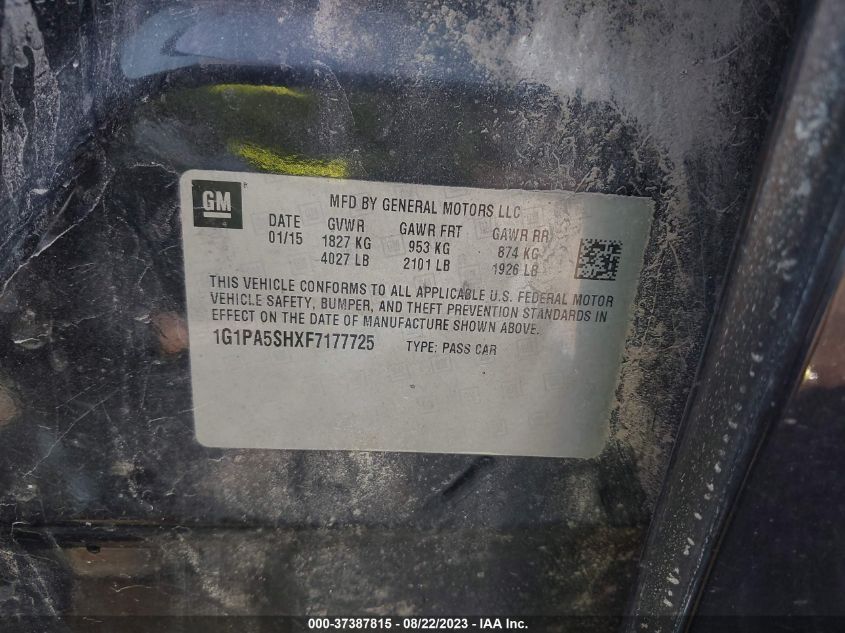 GM
MFD BY GENERAL MOTORS LLC
DATE GVWR GAWR FRT GAWR RR
01/15 1827 KG 953 KG 874 KG
4027 LB 2101 LB 1926 LB
THIS VEHICLE CONFORMS TO ALL APPLICABLE U.S. FEDERAL MOTOR
VEHICLE SAFETY, BUMPER, AND THEFT PREVENTION STANDARDS IN
EFFECT ON THE DATE OF MANUFACTURE SHOWN ABOVE.
1G1PA5SHXF7177725 TYPE: PASS CAR
000-37387815 - 08/22/2023 - IAA Inc.